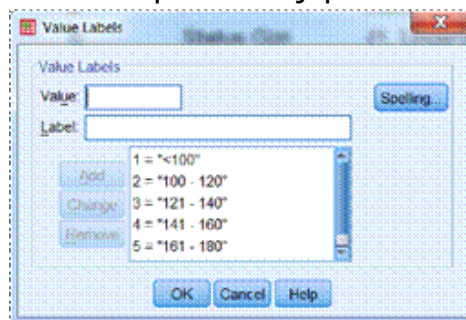 Value Labels
Value Labels
Value:
Spelling...
Label:
Add
Change
Remove
1 = "<100"
2 = "100 - 120"
3 = "121 - 140"
4 = "141 - 160"
5 = "161 - 180"
OK Cancel Help